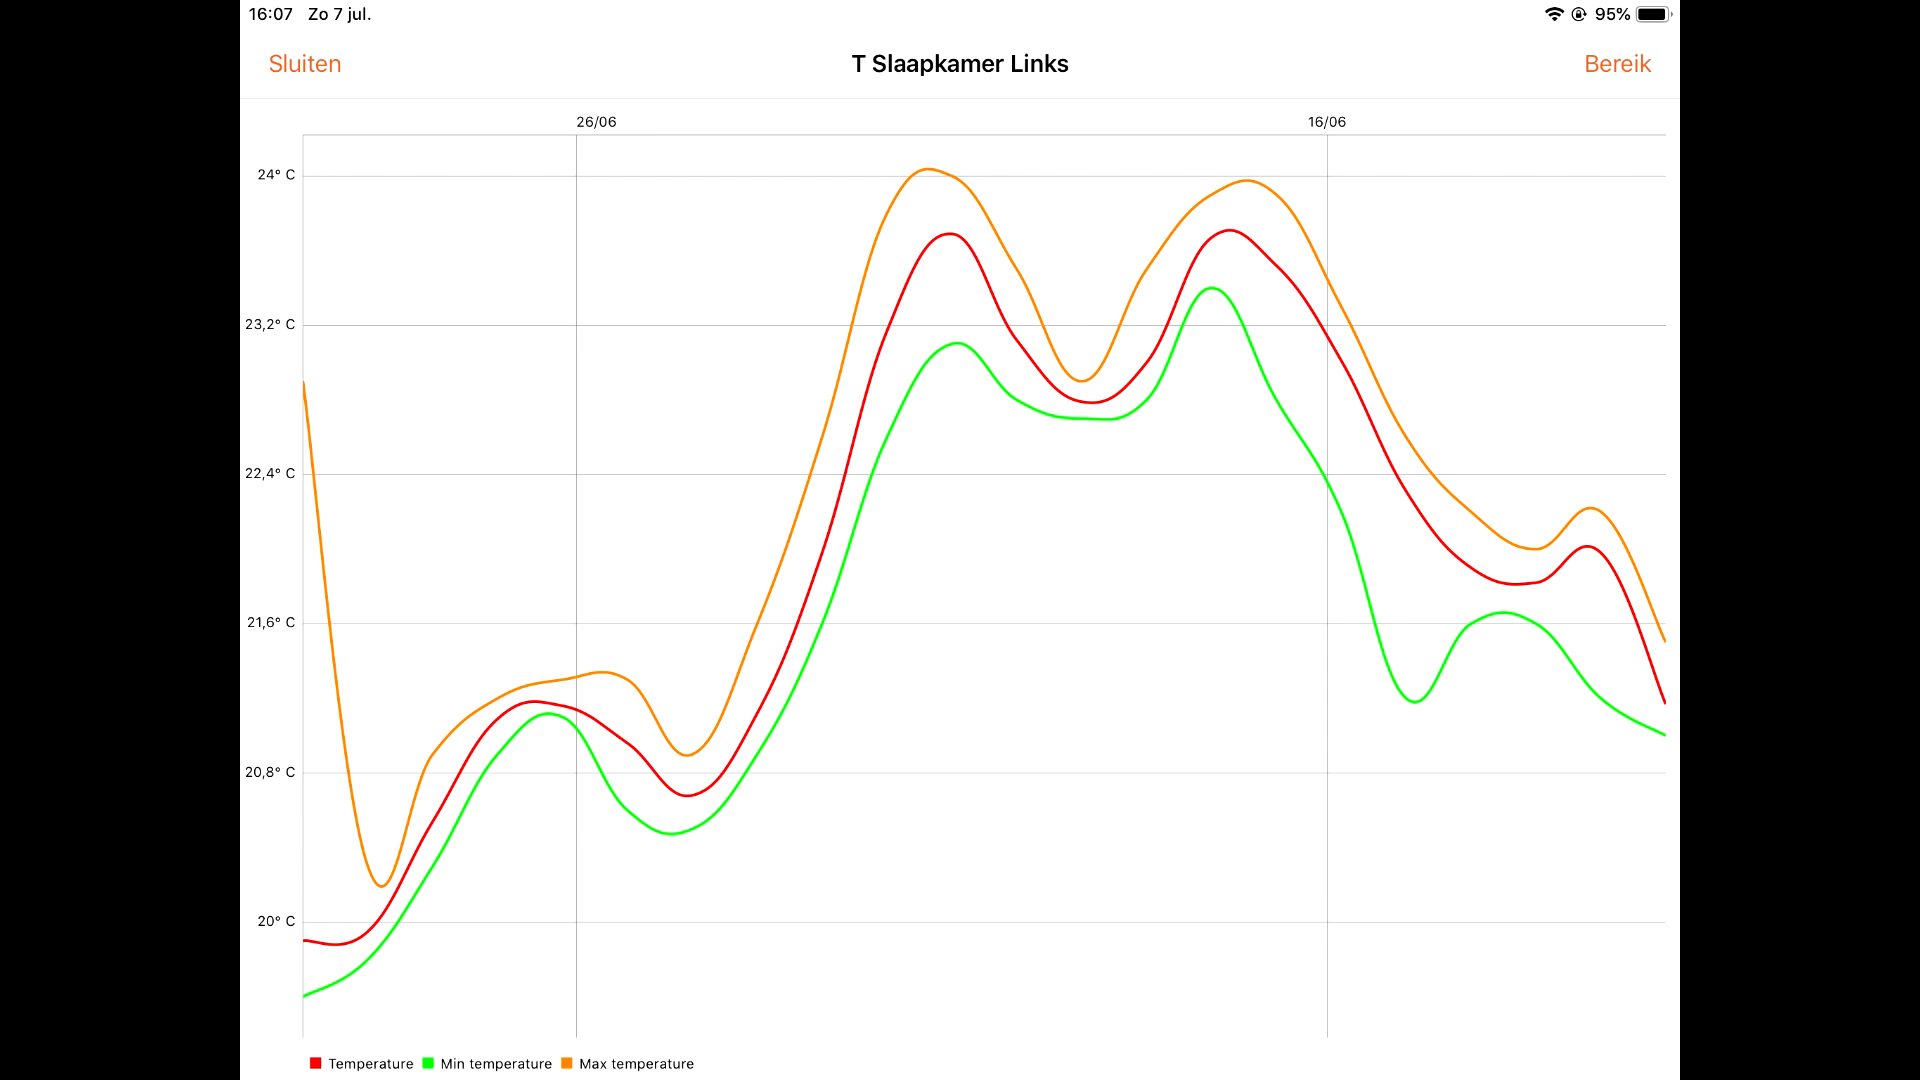 16:07 Zo 7 jul. 95%
Sluiten T Slaapkamer Links Bereik
26/06 16/06
24° C
23,2° C
22,4° C
21,6° C
20,8° C
20° C
Temperature Min temperature Max temperature